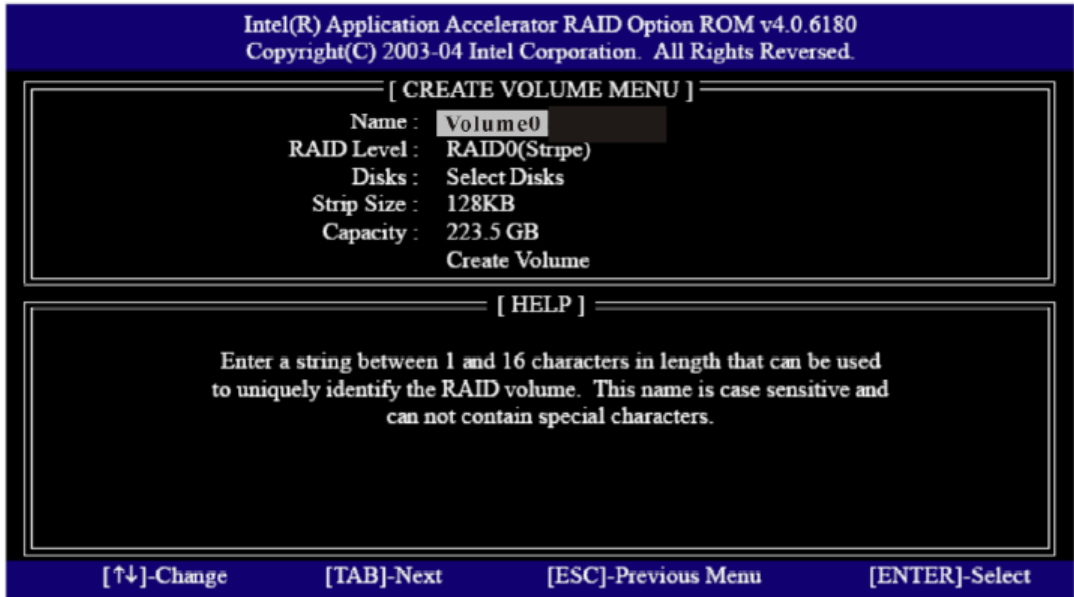 Intel(R) Application Accelerator RAID Option ROM v4.0.6180
Copyright(C) 2003-04 Intel Corporation. All Rights Reversed.
[ CREATE VOLUME MENU ]
Name : Volume0
RAID Level : RAID0(Stripe)
Disks : Select Disks
Strip Size : 128KB
Capacity : 223.5 GB
Create Volume
[ HELP ]
Enter a string between 1 and 16 characters in length that can be used
to uniquely identify the RAID volume. This name is case sensitive and
can not contain special characters.
[↑↓]-Change [TAB]-Next [ESC]-Previous Menu [ENTER]-Select